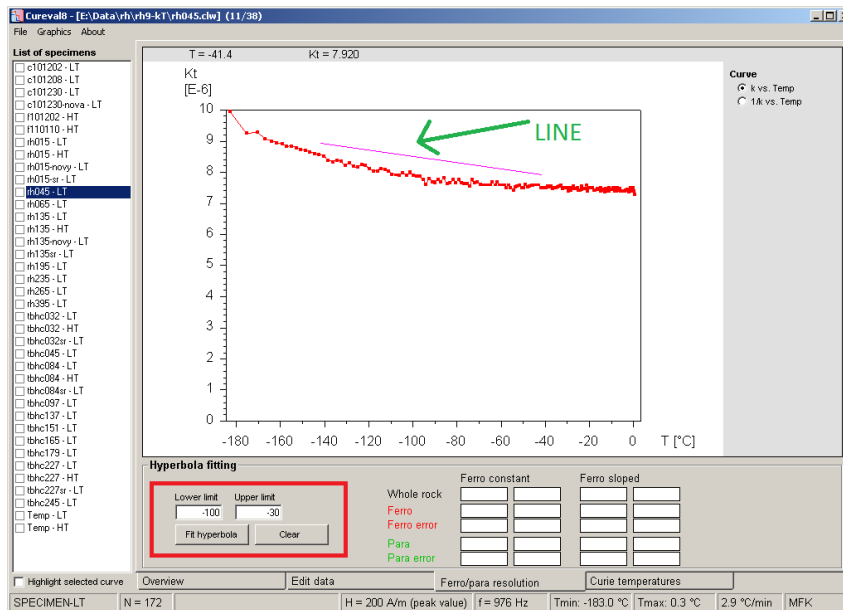 Cureval8 - [E:\Data\rh\rh9-kT\rh045.clw] (11/38)
File Graphics About
List of specimens
c101202 - LT
c101208 - LT
c101230 - LT
c101230-nova - LT
f101202 - HT
f110110 - HT
rh015 - LT
rh015 - HT
rh015-novy - LT
rh015-sr - LT
rh045 - LT
rh065 - LT
rh135 - LT
rh135 - HT
rh135-novy - LT
rh135sr - LT
rh195 - LT
rh235 - LT
rh265 - LT
rh395 - LT
tbhc032 - LT
tbhc032 - HT
tbhc032sr - LT
tbhc045 - LT
tbhc084 - LT
tbhc084 - HT
tbhc084sr - LT
tbhc097 - LT
tbhc137 - LT
tbhc151 - LT
tbhc165 - LT
tbhc179 - LT
tbhc227 - LT
tbhc227 - HT
tbhc227sr - LT
tbhc245 - LT
Temp - LT
Temp - HT
Highlight selected curve
T = -41.4 Kt = 7.920
Kt
[E-6]
10
9
8
7
6
5
4
3
2
1
0
-180 -160 -140 -120 -100 -80 -60 -40 -20 0 T [°C]
LINE
Curve
k vs. Temp
1/k vs. Temp
Hyperbola fitting
Lower limit Upper limit
-100 -30
Fit hyperbola Clear
Ferro constant Ferro sloped
Whole rock
Ferro
Ferro error
Para
Para error
Overview Edit data Ferro/para resolution Curie temperatures
SPECIMEN-LT N = 172 H = 200 A/m (peak value) f = 976 Hz Tmin: -183.0 °C Tmax: 0.3 °C 2.9 °C/min MFK